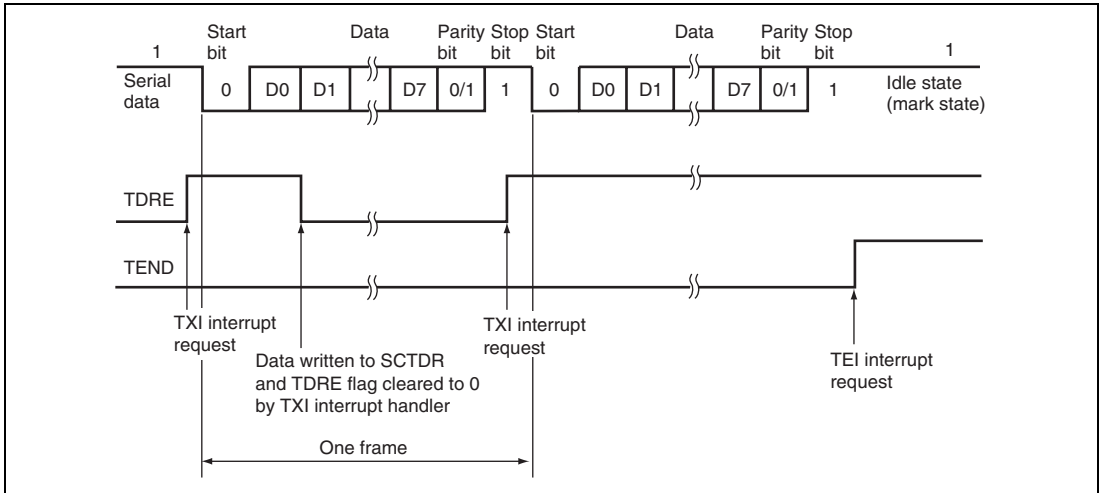 Start bit
Data
Parity bit
Stop bit
Start bit
Data
Parity bit
Stop bit
1
1
Serial data
0
D0
D1
D7
0/1
1
0
D0
D1
D7
0/1
1
Idle state
(mark state)
TDRE
TEND
TXI interrupt
request
Data written to SCTDR
and TDRE flag cleared to 0
by TXI interrupt handler
TXI interrupt
request
TEI interrupt
request
One frame